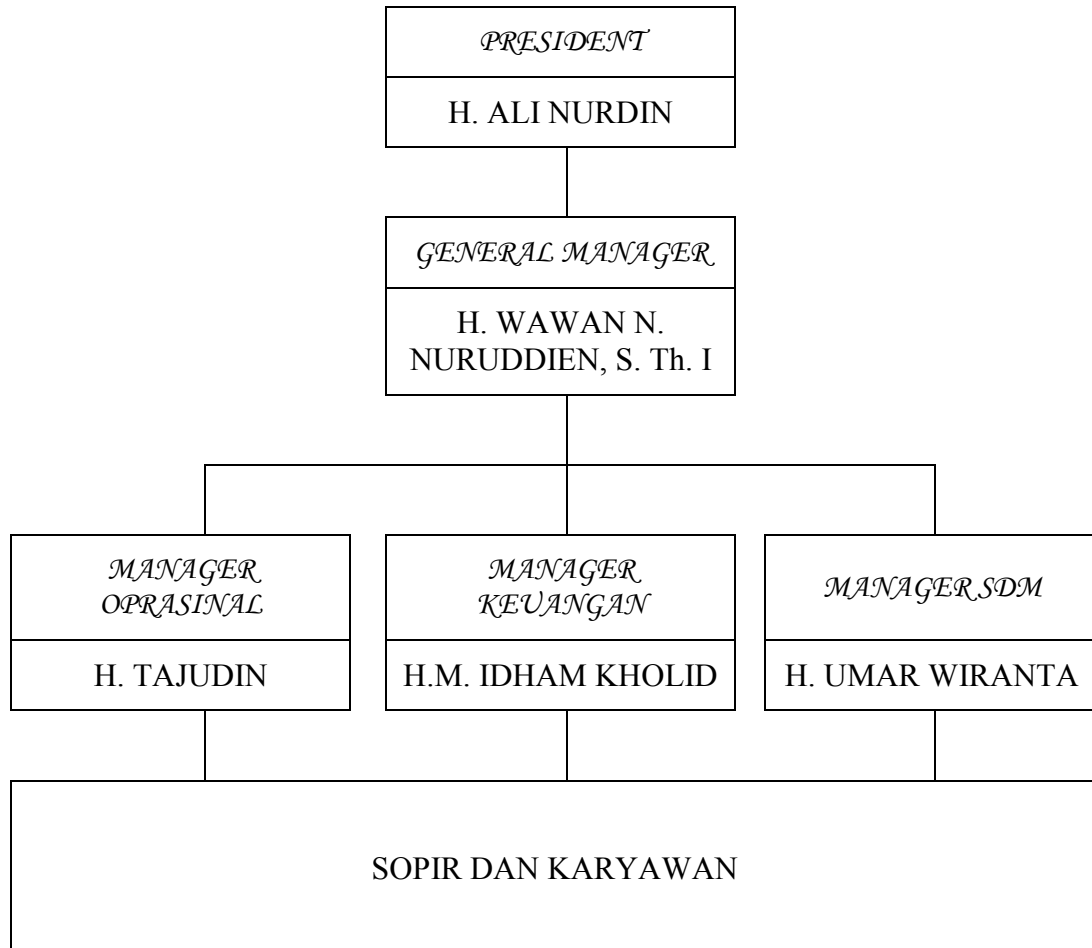 PRESIDENT
H. ALI NURDIN
GENERAL MANAGER
H. WAWAN N.
NURUDDIEN, S. Th. I
MANAGER
OPRASINAL
H. TAJUDIN
MANAGER
KEUANGAN
H.M. IDHAM KHOLID
MANAGER SDM
H. UMAR WIRANTA
SOPIR DAN KARYAWAN